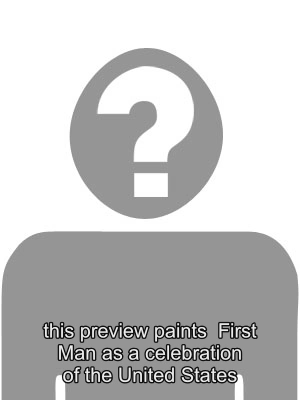 ?
this preview paints  First
Man as a celebration
of the United States